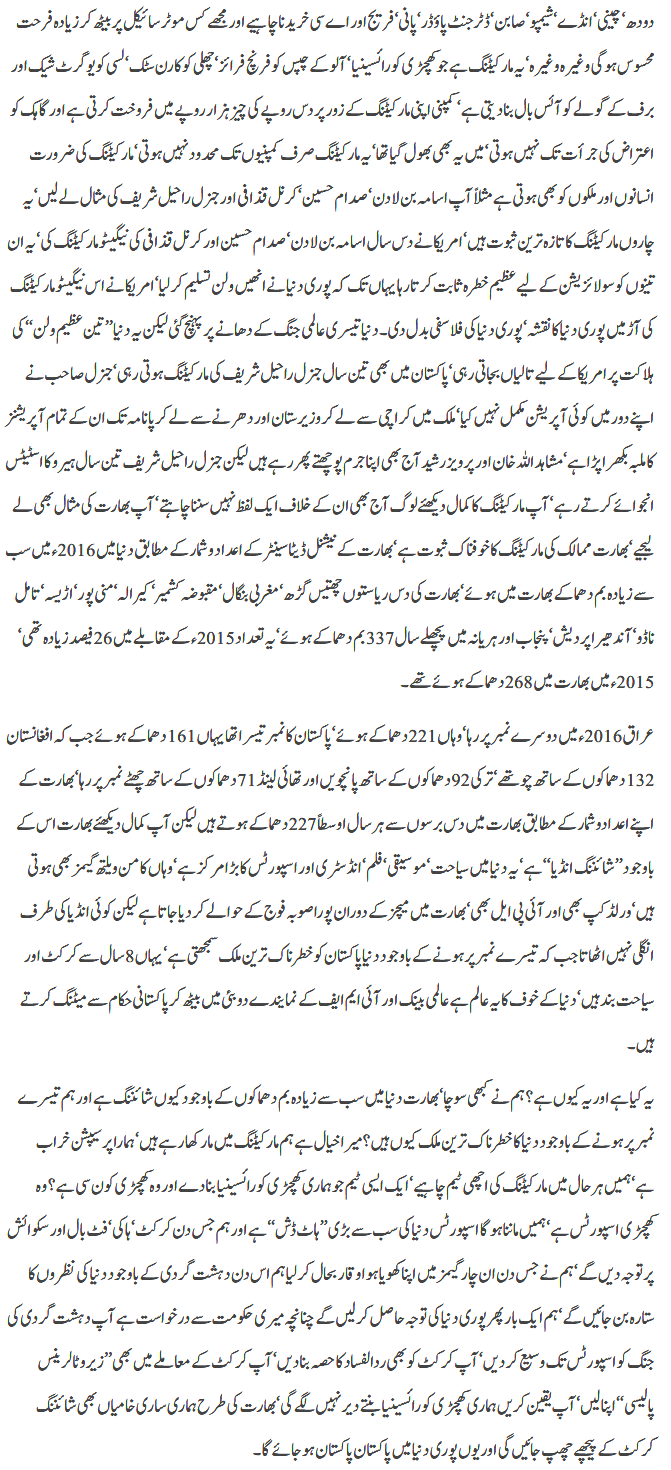 دودھ‘ چینی‘ انڈے‘ شیمپو‘ صابن‘ ڈٹرجنٹ پاؤڈر‘ پانی‘ فریج اور اے سی خریدنا چاہیے اور مجھے کس موٹر سائیکل پر بیٹھ کر زیادہ فرحت
محسوس ہو گی وغیرہ وغیرہ‘ یہ مارکیٹنگ ہے جو کھچڑی کو رائسینیا‘ آلو کے چپس کو فرنچ فرائز‘ چھلی کو کارن سٹک‘ لسی کو یوگرٹ شیک اور
برف کے گولے کو آئس بال بنا دیتی ہے‘ کمپنی اپنی مارکیٹنگ کے زور پر دس روپے کی چیز ہزار روپے میں فروخت کرتی ہے اور گاہک کو
اعتراض کی جرأت تک نہیں ہوتی‘ میں یہ بھی بھول گیا تھا‘ یہ مارکیٹنگ صرف کمپنیوں تک محدود نہیں ہوتی‘ مارکیٹنگ کی ضرورت
انسانوں اور ملکوں کو بھی ہوتی ہے مثلاً آپ اسامہ بن لادن‘ صدام حسین‘ کرنل قذافی اور جنرل راحیل شریف کی مثال لے لیں‘ یہ
چاروں مارکیٹنگ کا تازہ ترین ثبوت ہیں‘ امریکا نے دس سال اسامہ بن لادن‘ صدام حسین اور کرنل قذافی کی نیگیٹو مارکیٹنگ کی‘ یہ ان
تینوں کو سولائزیشن کے لیے عظیم خطرہ ثابت کرتا رہا یہاں تک کہ پوری دنیا نے انھیں ولن تسلیم کر لیا‘ امریکا نے اس نیگیٹو مارکیٹنگ
کی آڑ میں پوری دنیا کا نقشہ‘ پوری دنیا کی فلاسفی بدل دی۔ دنیا تیسری عالمی جنگ کے دھانے پر پہنچ گئی لیکن یہ دنیا ’’تین عظیم ولن‘‘ کی
ہلاکت پر امریکا کے لیے تالیاں بجاتی رہی‘ پاکستان میں بھی تین سال جنرل راحیل شریف کی مارکیٹنگ ہوتی رہی‘ جنرل صاحب نے
اپنے دور میں کوئی آپریشن مکمل نہیں کیا‘ ملک میں کراچی سے لے کر وزیرستان اور دھرنے سے لے کر پانامہ تک ان کے تمام آپریشنز
کا ملبہ بکھرا پڑا ہے‘ مشاہد اللہ خان اور پرویز رشید آج بھی اپنا جرم پوچھتے پھر رہے ہیں لیکن جنرل راحیل شریف تین سال ہیرو کا اسٹیٹس
انجوائے کرتے رہے‘ آپ مارکیٹنگ کا کمال دیکھئے لوگ آج بھی ان کے خلاف ایک لفظ نہیں سننا چاہتے‘ آپ بھارت کی مثال بھی لے
لیجیے‘ بھارت ممالک کی مارکیٹنگ کا خوفناک ثبوت ہے‘ بھارت کے نیشنل ڈیٹا سینٹر کے اعداد و شمار کے مطابق دنیا میں 2016ء میں سب
سے زیادہ بم دھماکے بھارت میں ہوئے‘ بھارت کی دس ریاستوں چھتیس گڑھ‘ مغربی بنگال‘ مقبوضہ کشمیر‘ کیرالہ‘ منی پور‘ اڑیسہ‘ تامل
ناڈو‘ آندھیرا پردیش‘ پنجاب اور ہریانہ میں پچھلے سال 337 بم دھماکے ہوئے‘ یہ تعداد 2015ء کے مقابلے میں 26 فیصد زیادہ تھی‘
2015ء میں بھارت میں 268 دھماکے ہوئے تھے۔
عراق 2016ء میں دوسرے نمبر پر رہا‘ وہاں 221 دھماکے ہوئے‘ پاکستان کا نمبر تیسرا تھا یہاں 161 دھماکے ہوئے جب کہ افغانستان
132 دھماکوں کے ساتھ چوتھے‘ ترکی 92 دھماکوں کے ساتھ پانچویں اور تھائی لینڈ 71 دھماکوں کے ساتھ چھٹے نمبر پر رہا‘ بھارت کے
اپنے اعداد و شمار کے مطابق بھارت میں دس برسوں سے ہر سال اوسطاً 227 دھماکے ہوتے ہیں لیکن آپ کمال دیکھئے بھارت اس کے
باوجود ’’شائننگ انڈیا‘‘ ہے‘ یہ دنیا میں سیاحت‘ موسیقی‘ فلم‘ انڈسٹری اور اسپورٹس کا بڑا مرکز ہے‘ وہاں کامن ویلتھ گیمز بھی ہوتی
ہیں‘ ورلڈ کپ بھی اور آئی پی ایل بھی‘ بھارت میں میچز کے دوران پورا صوبہ فوج کے حوالے کر دیا جاتا ہے لیکن کوئی انڈیا کی طرف
انگلی نہیں اٹھاتا جب کہ تیسرے نمبر پر ہونے کے باوجود دنیا پاکستان کو خطرناک ترین ملک سمجھتی ہے‘ یہاں 8 سال سے کرکٹ اور
سیاحت بند ہیں‘ دنیا کے خوف کا یہ عالم ہے عالمی بینک اور آئی ایم ایف کے نمایندے دوبئی میں بیٹھ کر پاکستانی حکام سے میٹنگ کرتے
ہیں۔
یہ کیا ہے اور یہ کیوں ہے؟ ہم نے کبھی سوچا‘ بھارت دنیا میں سب سے زیادہ بم دھماکوں کے باوجود کیوں شائننگ ہے اور ہم تیسرے
نمبر پر ہونے کے باوجود دنیا کا خطرناک ترین ملک کیوں ہیں؟ میرا خیال ہے ہم مارکیٹنگ میں مار کھا رہے ہیں‘ ہمارا پرسیپشن خراب
ہے‘ ہمیں ہر حال میں مارکیٹنگ کی اچھی ٹیم چاہیے‘ ایک ایسی ٹیم جو ہماری کھچڑی کو رائسینیا بنا دے اور وہ کھچڑی کون سی ہے؟ وہ
کھچڑی اسپورٹس ہے‘ ہمیں ماننا ہو گا اسپورٹس دنیا کی سب سے بڑی ’’ہاٹ ڈش‘‘ ہے اور ہم جس دن کرکٹ‘ ہاکی‘ فٹ بال اور سکوائش
پر توجہ دیں گے‘ ہم نے جس دن ان چار گیمز میں اپنا کھویا ہوا وقار بحال کر لیا ہم اس دن دہشت گردی کے باوجود دنیا کی نظروں کا
ستارہ بن جائیں گے‘ ہم ایک بار پھر پوری دنیا کی توجہ حاصل کر لیں گے چنانچہ میری حکومت سے درخواست ہے آپ دہشت گردی کی
جنگ کو اسپورٹس تک وسیع کر دیں‘ آپ کرکٹ کو بھی ردالفساد کا حصہ بنا دیں‘ آپ کرکٹ کے معاملے میں بھی ’’زیرو ٹالرینس
پالیسی‘‘ اپنا لیں‘ آپ یقین کریں ہماری کھچڑی کو رائسینیا بنتے دیر نہیں لگے گی‘ بھارت کی طرح ہماری ساری خامیاں بھی شائننگ
کرکٹ کے پیچھے چھپ جائیں گی اور یوں پوری دنیا میں پاکستان پاکستان ہو جائے گا۔